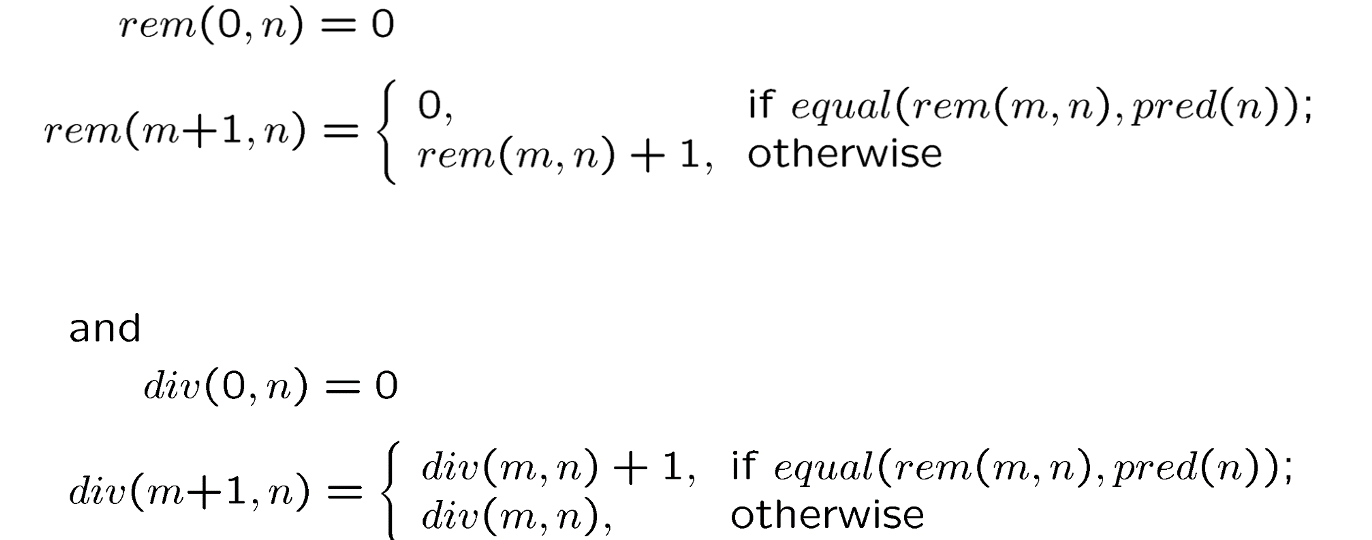 rem(0, n) = 0
rem(m+1, n) = { 0, if equal(rem(m, n), pred(n));
rem(m, n) + 1, otherwise
and
div(0, n) = 0
div(m+1, n) = { div(m, n) + 1, if equal(rem(m, n), pred(n));
div(m, n), otherwise